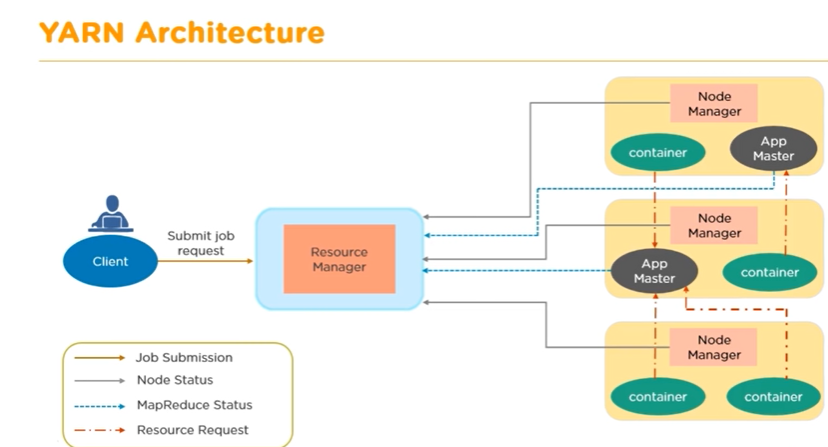 YARN Architecture
Node
Manager
container
App
Master
Submit job
request
Client
Resource
Manager
Node
Manager
App
Master
container
Node
Manager
container
container
Job Submission
Node Status
MapReduce Status
Resource Request